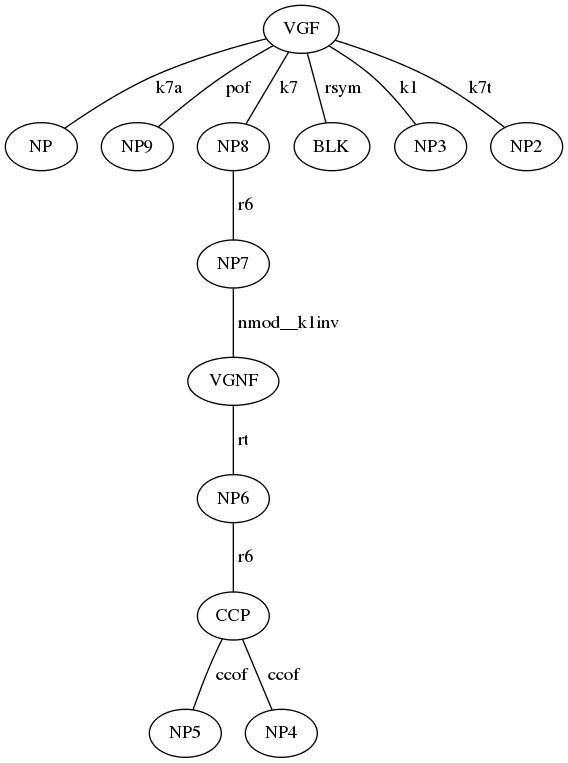 VGF
k7a pof k7 rsym k1 k7t
NP NP9 NP8 BLK NP3 NP2
r6
NP7
nmod__k1inv
VGNF
rt
NP6
r6
CCP
ccof ccof
NP5 NP4